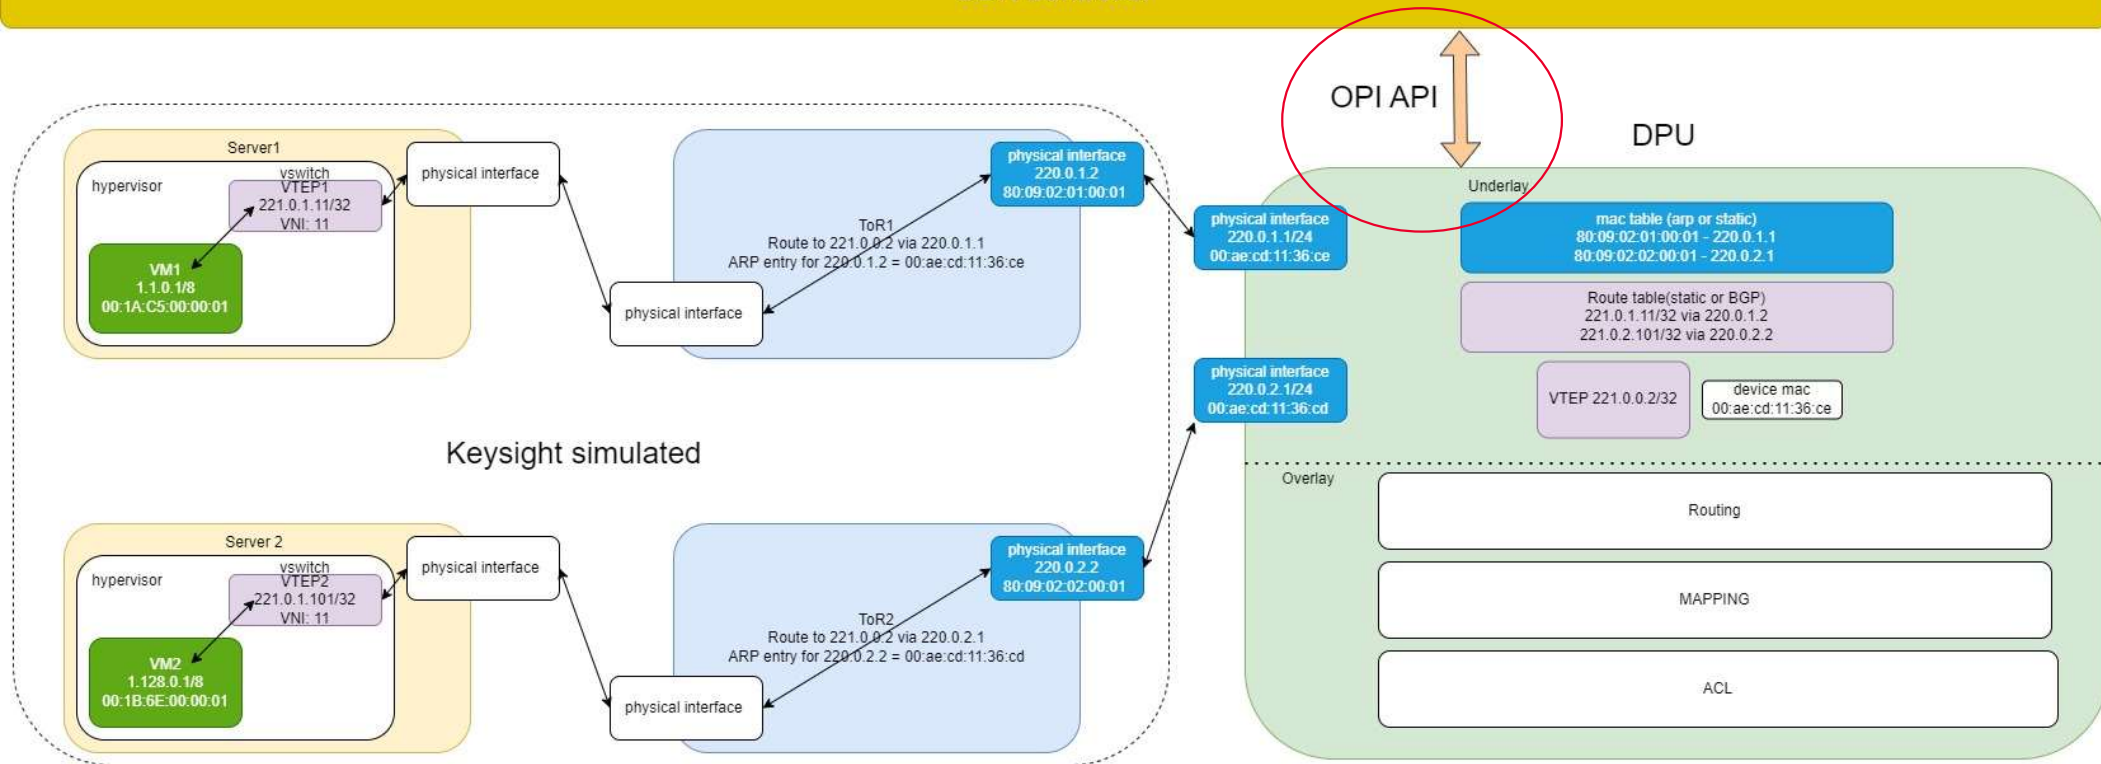 OPI API
DPU
Server1
hypervisor
vswitch
VTEP1
221.0.1.11/32
VNI: 11
VM1
1.1.0.1/8
00:1A:C5:00:00:01
physical interface
physical interface
ToR1
Route to 221.0.0.2 via 220.0.1.1
ARP entry for 220.0.1.2 = 00:ae:cd:11:36:ce
physical interface
220.0.1.2
80:09:02:01:00:01
physical interface
220.0.1.1/24
00:ae:cd:11:36:ce
Underlay
mac table (arp or static)
80:09:02:01:00:01 - 220.0.1.1
80:09:02:02:00:01 - 220.0.2.1
Route table(static or BGP)
221.0.1.11/32 via 220.0.1.2
221.0.2.101/32 via 220.0.2.2
physical interface
220.0.2.1/24
00:ae:cd:11:36:cd
VTEP 221.0.0.2/32
device mac
00:ae:cd:11:36:ce
Keysight simulated
Overlay
Routing
MAPPING
ACL
Server 2
hypervisor
vswitch
VTEP2
221.0.1.101/32
VNI: 11
VM2
1.128.0.1/8
00:1B:6E:00:00:01
physical interface
physical interface
ToR2
Route to 221.0.0.2 via 220.0.2.1
ARP entry for 220.0.2.2 = 00:ae:cd:11:36:cd
physical interface
220.0.2.2
80:09:02:02:00:01